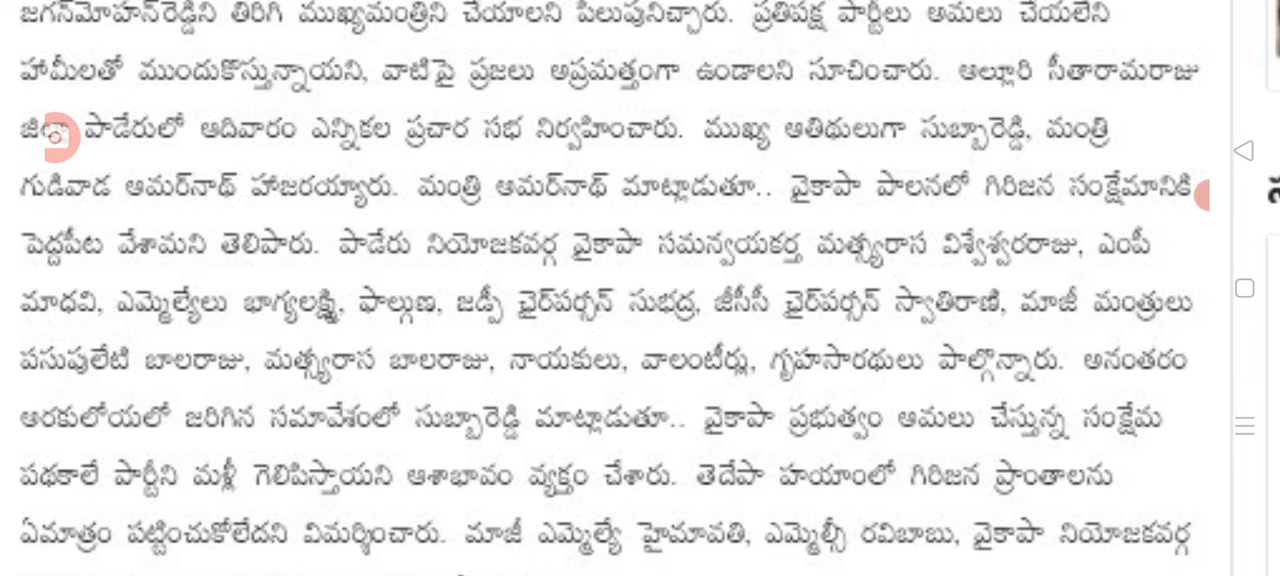 జగన్‌మోహన్‌రెడ్డిని తిరిగి ముఖ్యమంత్రిని చేయాలని పిలుపునిచ్చారు. ప్రతిపక్ష పార్టీలు అమలు చేయలేని
హామీలతో ముందుకొస్తున్నాయని, వాటిపై ప్రజలు అప్రమత్తంగా ఉండాలని సూచించారు. అల్లూరి సీతారామరాజు
జిల్లా పాడేరులో ఆదివారం ఎన్నికల ప్రచార సభ నిర్వహించారు. ముఖ్య అతిథులుగా సుబ్బారెడ్డి, మంత్రి
గుడివాడ అమర్‌నాథ్ హాజరయ్యారు. మంత్రి అమర్‌నాథ్ మాట్లాడుతూ.. వైకాపా పాలనలో గిరిజన సంక్షేమానికి
పెద్దపీట వేశామని తెలిపారు. పాడేరు నియోజకవర్గ వైకాపా సమన్వయకర్త మత్స్యరాస విశ్వేశ్వరరాజు, ఎంపీ
మాధవి, ఎమ్మెల్యేలు భాగ్యలక్ష్మి, ఫాల్గుణ, జడ్పీ ఛైర్‌పర్సన్ సుభద్ర, జీసీసీ ఛైర్‌పర్సన్ స్వాతిరాణి, మాజీ మంత్రులు
పసుపులేటి బాలరాజు, మత్స్యరాస బాలరాజు, నాయకులు, వాలంటీర్లు, గృహసారథులు పాల్గొన్నారు. అనంతరం
అరకులోయలో జరిగిన సమావేశంలో సుబ్బారెడ్డి మాట్లాడుతూ.. వైకాపా ప్రభుత్వం అమలు చేస్తున్న సంక్షేమ
పథకాలే పార్టీని మళ్లీ గెలిపిస్తాయని ఆశాభావం వ్యక్తం చేశారు. తెదేపా హయాంలో గిరిజన ప్రాంతాలను
ఏమాత్రం పట్టించుకోలేదని విమర్శించారు. మాజీ ఎమ్మెల్యే హైమావతి, ఎమ్మెల్సీ రవిబాబు, వైకాపా నియోజకవర్గ